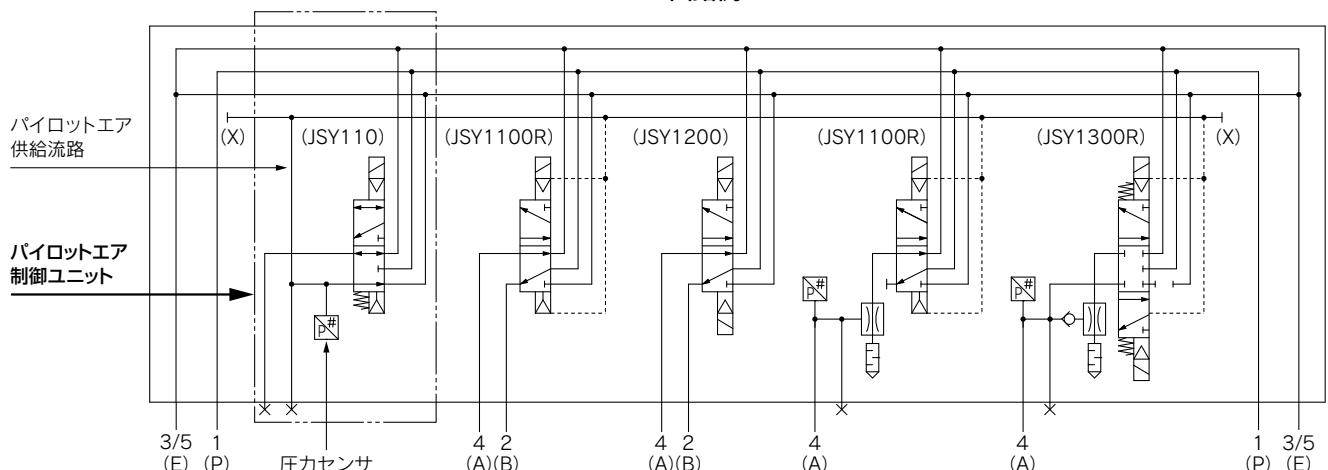 パイロットエア
供給流路
(X)
(JSY110)
(JSY1100R)
(JSY1200)
(JSY1100R)
(JSY1300R)
(X)
パイロットエア
制御ユニット
P#
P#
P#
3/5
(E)
1
(P)
圧力センサ
4 2
(A)(B)
4 2
(A)(B)
4
(A)
4
(A)
1
(P)
3/5
(E)